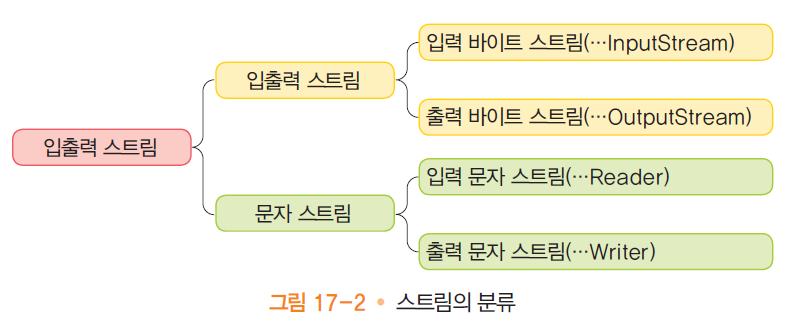 입출력 스트림
입출력 스트림
입력 바이트 스트림(…InputStream)
출력 바이트 스트림(…OutputStream)
문자 스트림
입력 문자 스트림(…Reader)
출력 문자 스트림(…Writer)
그림 17-2 • 스트림의 분류